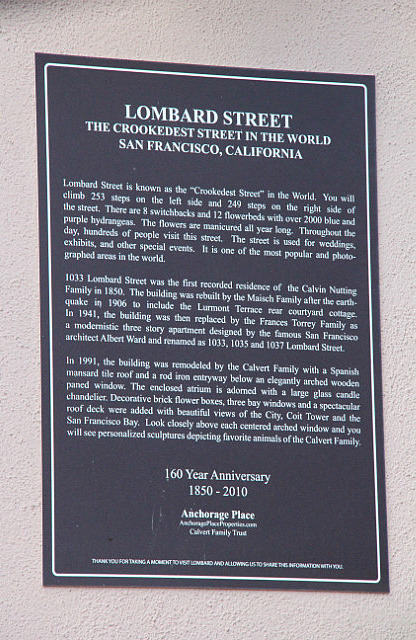 LOMBARD STREET
THE CROOKEDEST STREET IN THE WORLD
SAN FRANCISCO, CALIFORNIA
Lombard Street is known as the “Crookedest Street” in the World. You will
climb 253 steps on the left side and 249 steps on the right side of
the street. There are 8 switchbacks and 12 flowerbeds with over 2000 blue and
purple hydrangeas. The flowers are manicured all year long. Throughout the
day, hundreds of people visit this street. The street is used for weddings,
exhibits, and other special events. It is one of the most popular and photo-
graphed areas in the world.
1033 Lombard Street was the first recorded residence of the Calvin Nutting
Family in 1850. The building was rebuilt by the Maisch Family after the earth-
quake in 1906 to include the Lurmont Terrace rear courtyard cottage.
In 1941, the building was then replaced by the Frances Torrey Family as
a modernistic three story apartment designed by the famous San Francisco
architect Albert Ward and renamed as 1033, 1035 and 1037 Lombard Street.
In 1991, the building was remodeled by the Calvert Family with a Spanish
mansard tile roof and a rod iron entryway below an elegantly arched wooden
paned window. The enclosed atrium is adorned with a large glass candle
chandelier. Decorative brick flower boxes, three bay windows and a spectacular
roof deck were added with beautiful views of the City, Coit Tower and the
San Francisco Bay. Look closely above each centered arched window and you
will see personalized sculptures depicting favorite animals of the Calvert Family.
160 Year Anniversary
1850 - 2010
Anchorage Place
AnchoragePlaceProperties.com
Calvert Family Trust
THANK YOU FOR TAKING A MOMENT TO VISIT LOMBARD AND ALLOWING US TO SHARE THIS INFORMATION WITH YOU.